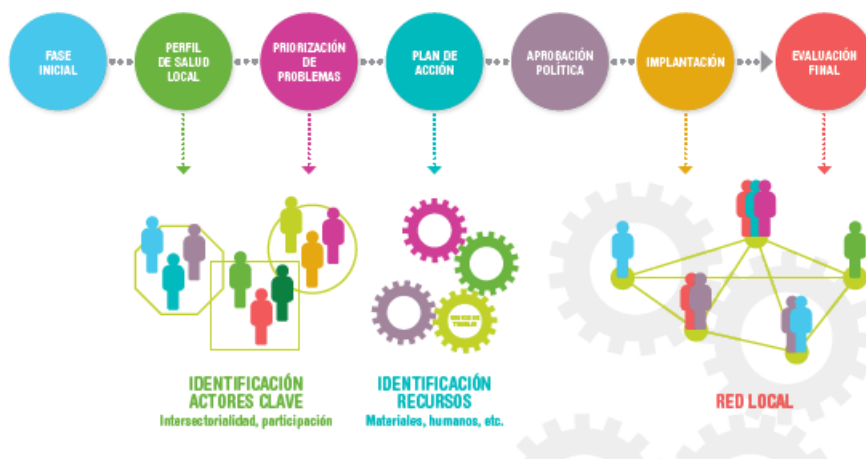 FASE
INICIAL
PERFIL
DE SALUD
LOCAL
PRIORIZACIÓN
DE
PROBLEMAS
PLAN DE
ACCIÓN
APROBACIÓN
POLÍTICA
IMPLANTACIÓN
EVALUACIÓN
FINAL
IDENTIFICACIÓN
ACTORES CLAVE
Intersectorialidad, participación
IDENTIFICACIÓN
RECURSOS
Materiales, humanos, etc.
RED LOCAL